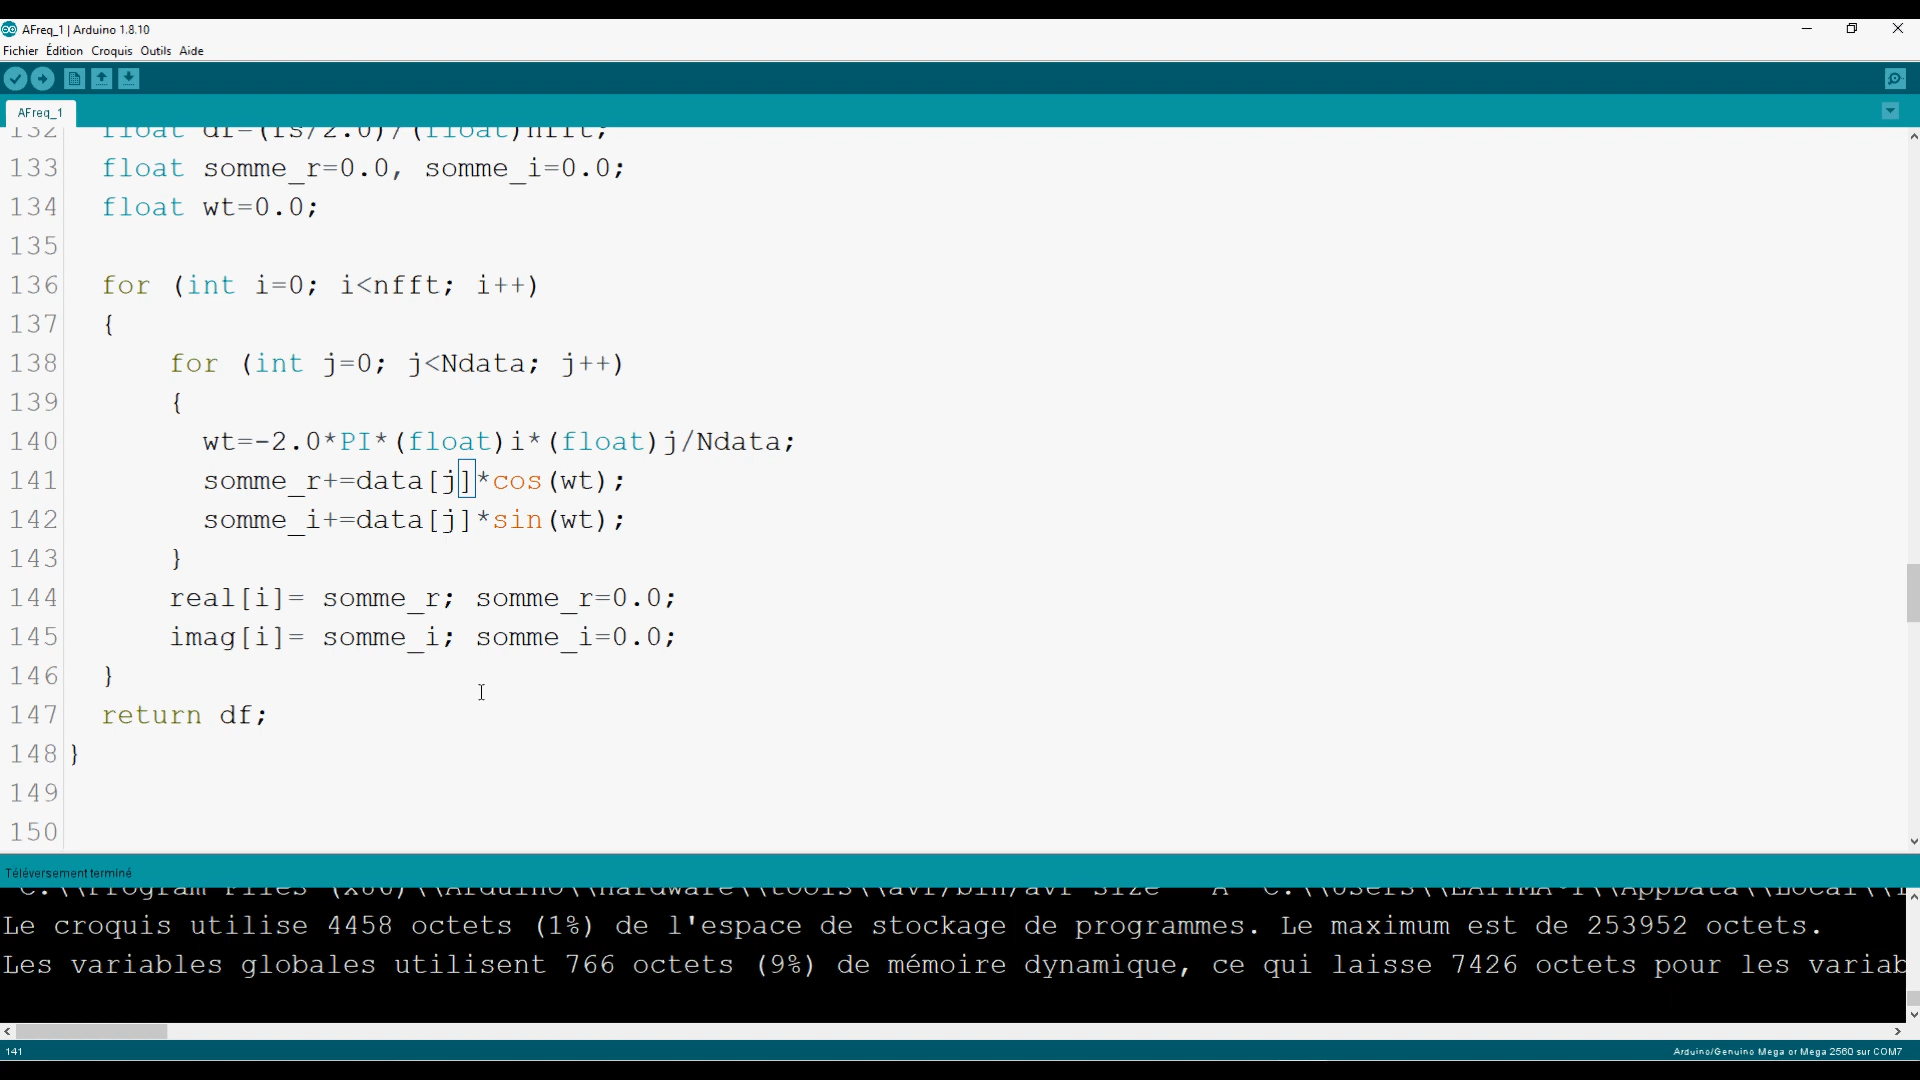 AFreq_1 | Arduino 1.8.10
Fichier Édition Croquis Outils Aide
AFreq_1
132 float df=(fs/2.0)/(float)nfft;
133 float somme_r=0.0, somme_i=0.0;
134 float wt=0.0;
135
136 for (int i=0; i<nfft; i++)
137 {
138 for (int j=0; j<Ndata; j++)
139 {
140 wt=-2.0*PI*(float)i*(float)j/Ndata;
141 somme_r+=data[j]*cos(wt);
142 somme_i+=data[j]*sin(wt);
143 }
144 real[i]= somme_r; somme_r=0.0;
145 imag[i]= somme_i; somme_i=0.0;
146 }
147 return df;
148 }
149
150
Téléversement terminé
C:\\Program Files (x86)\\Arduino\\hardware\\tools\\avr/bin/avr-size" -A "C:\\Users\\
Le croquis utilise 4458 octets (1%) de l'espace de stockage de programmes. Le maximum est de 253952 octets.
Les variables globales utilisent 766 octets (9%) de mémoire dynamique, ce qui laisse 7426 octets pour les variab
141
Arduino/Genuino Mega or Mega 2560 sur COM7